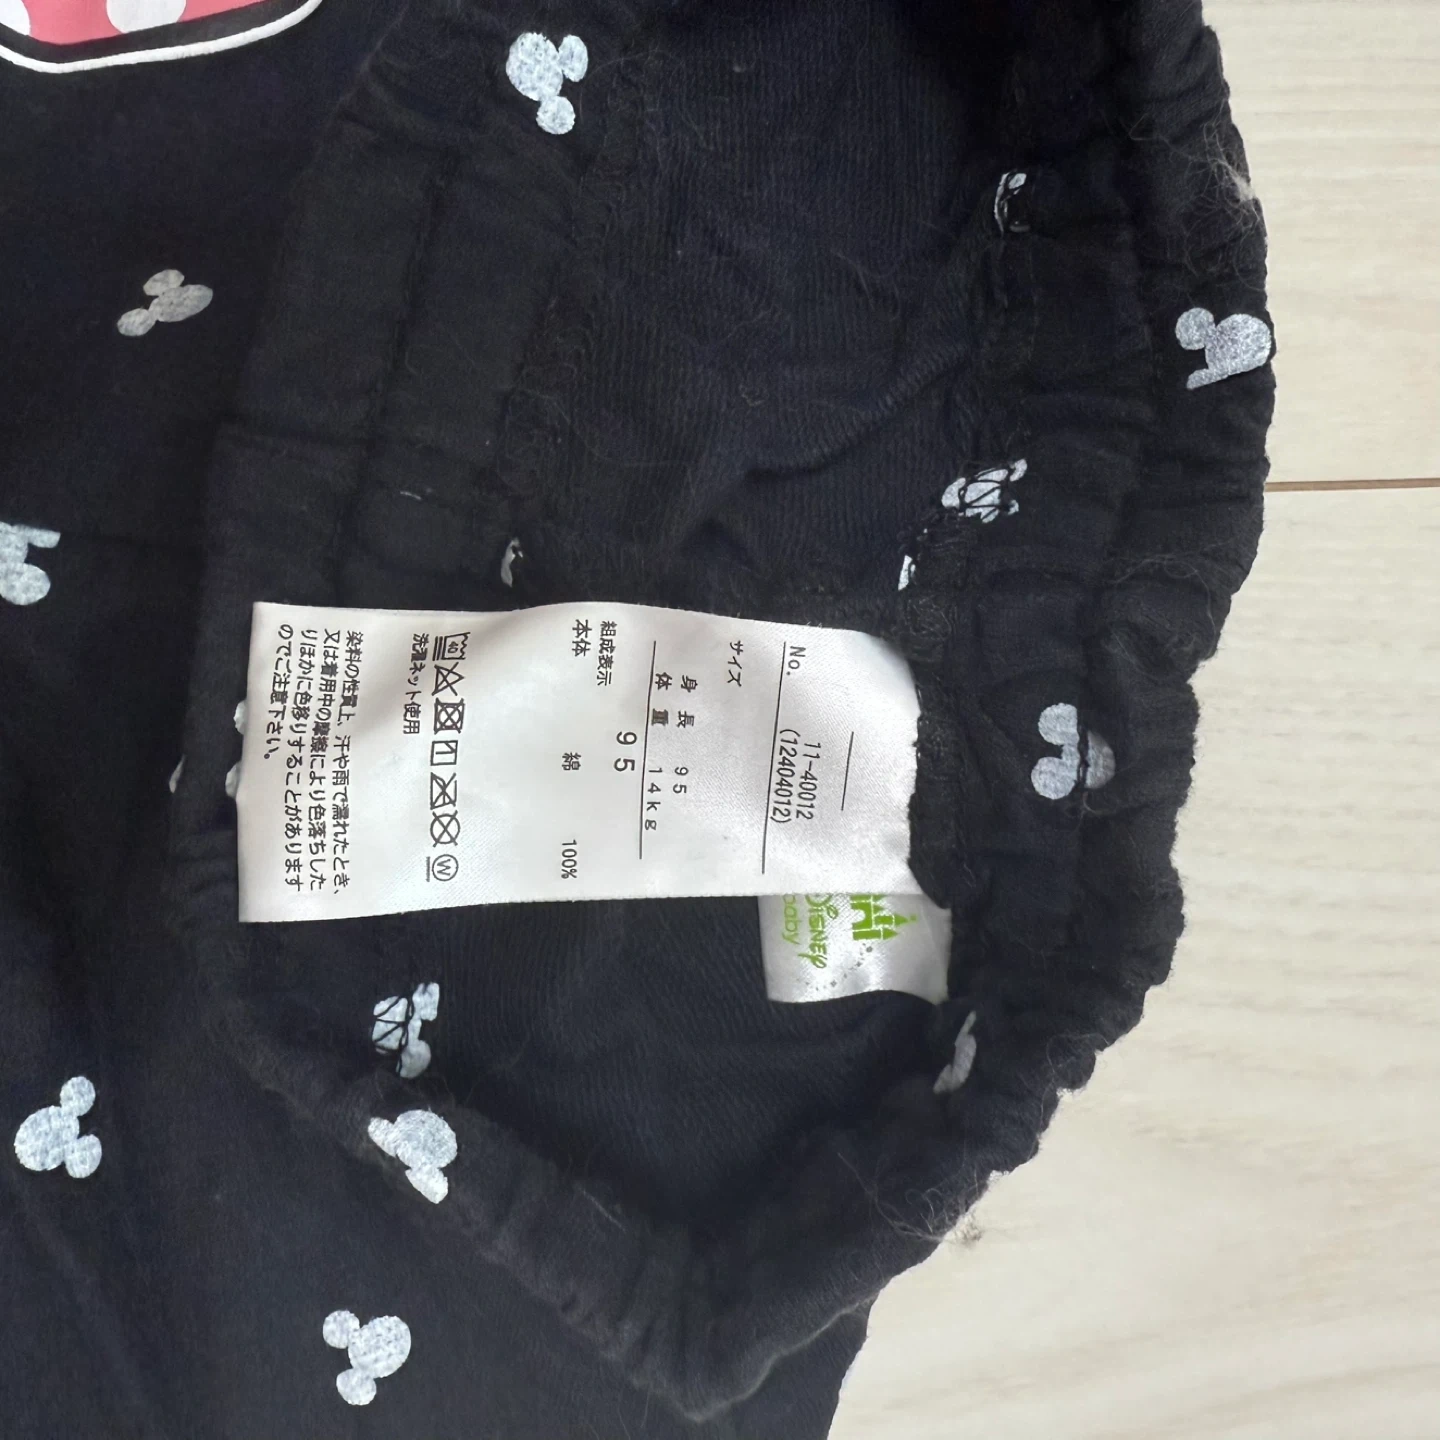 No. 11-40012
(12404012)
サイズ
身長 95
体重 14kg
95
組成表示
本体 綿 100%
40
W
洗濯ネット使用
染料の性質上、汗や雨で濡れたとき、
又は着用中の摩擦により色落ちした
りほかに色移りすることがあります
のでご注意下さい。
Disney
baby